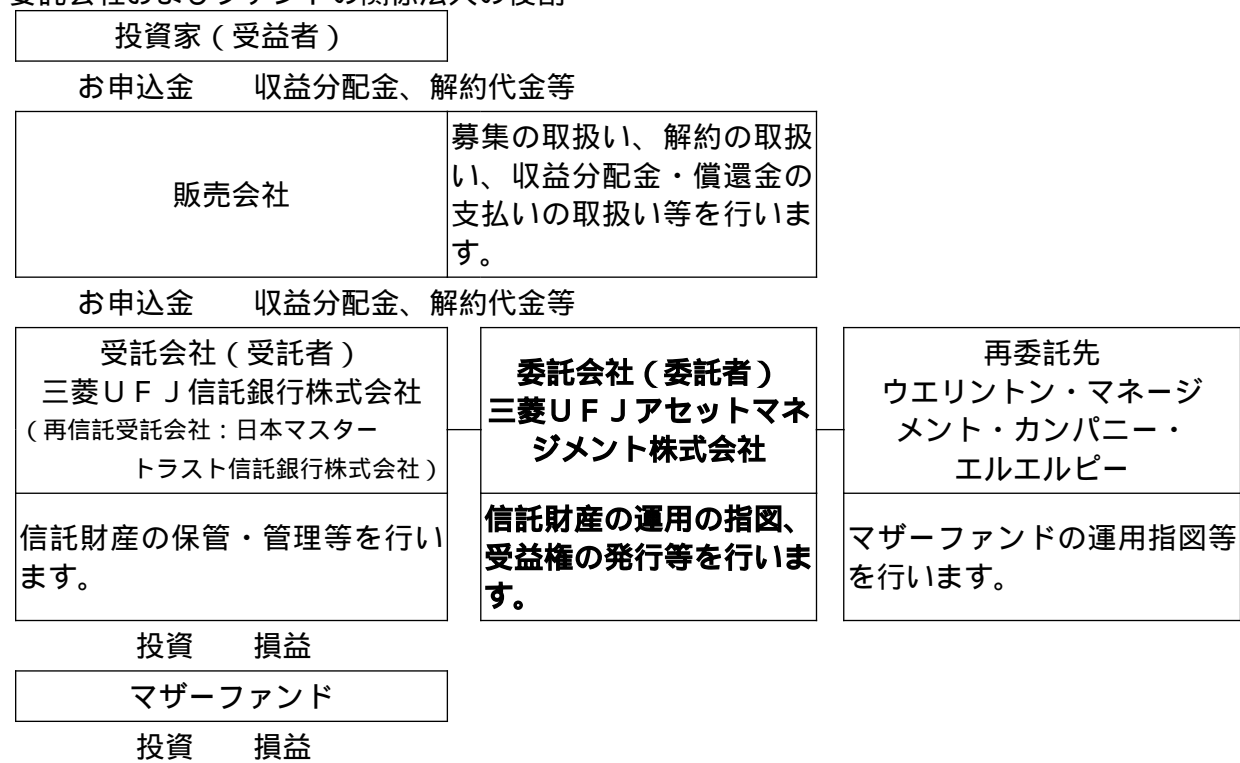 投資家（受益者）
お申込金　　収益分配金、解約代金等
販売会社
募集の取扱い、解約の取扱
い、収益分配金・償還金の
支払いの取扱い等を行いま
す。
お申込金　　収益分配金、解約代金等
受託会社（受託者）
三菱ＵＦＪ信託銀行株式会社
（再信託受託会社：日本マスター
トラスト信託銀行株式会社）
委託会社（委託者）
三菱ＵＦＪアセットマネ
ジメント株式会社
再委託先
ウエリントン・マネージ
メント・カンパニー・
エルエルピー
信託財産の保管・管理等を行い
ます。
信託財産の運用の指図、
受益権の発行等を行いま
す。
マザーファンドの運用指図等
を行います。
投資　　損益
マザーファンド
投資　　損益